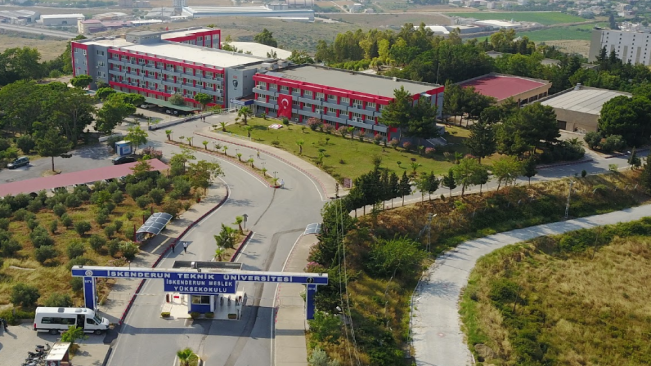 İSKENDERUN TEKNİK ÜNİVERSİTESİ
İSKENDERUN MESLEK
YÜKSEKOKULU